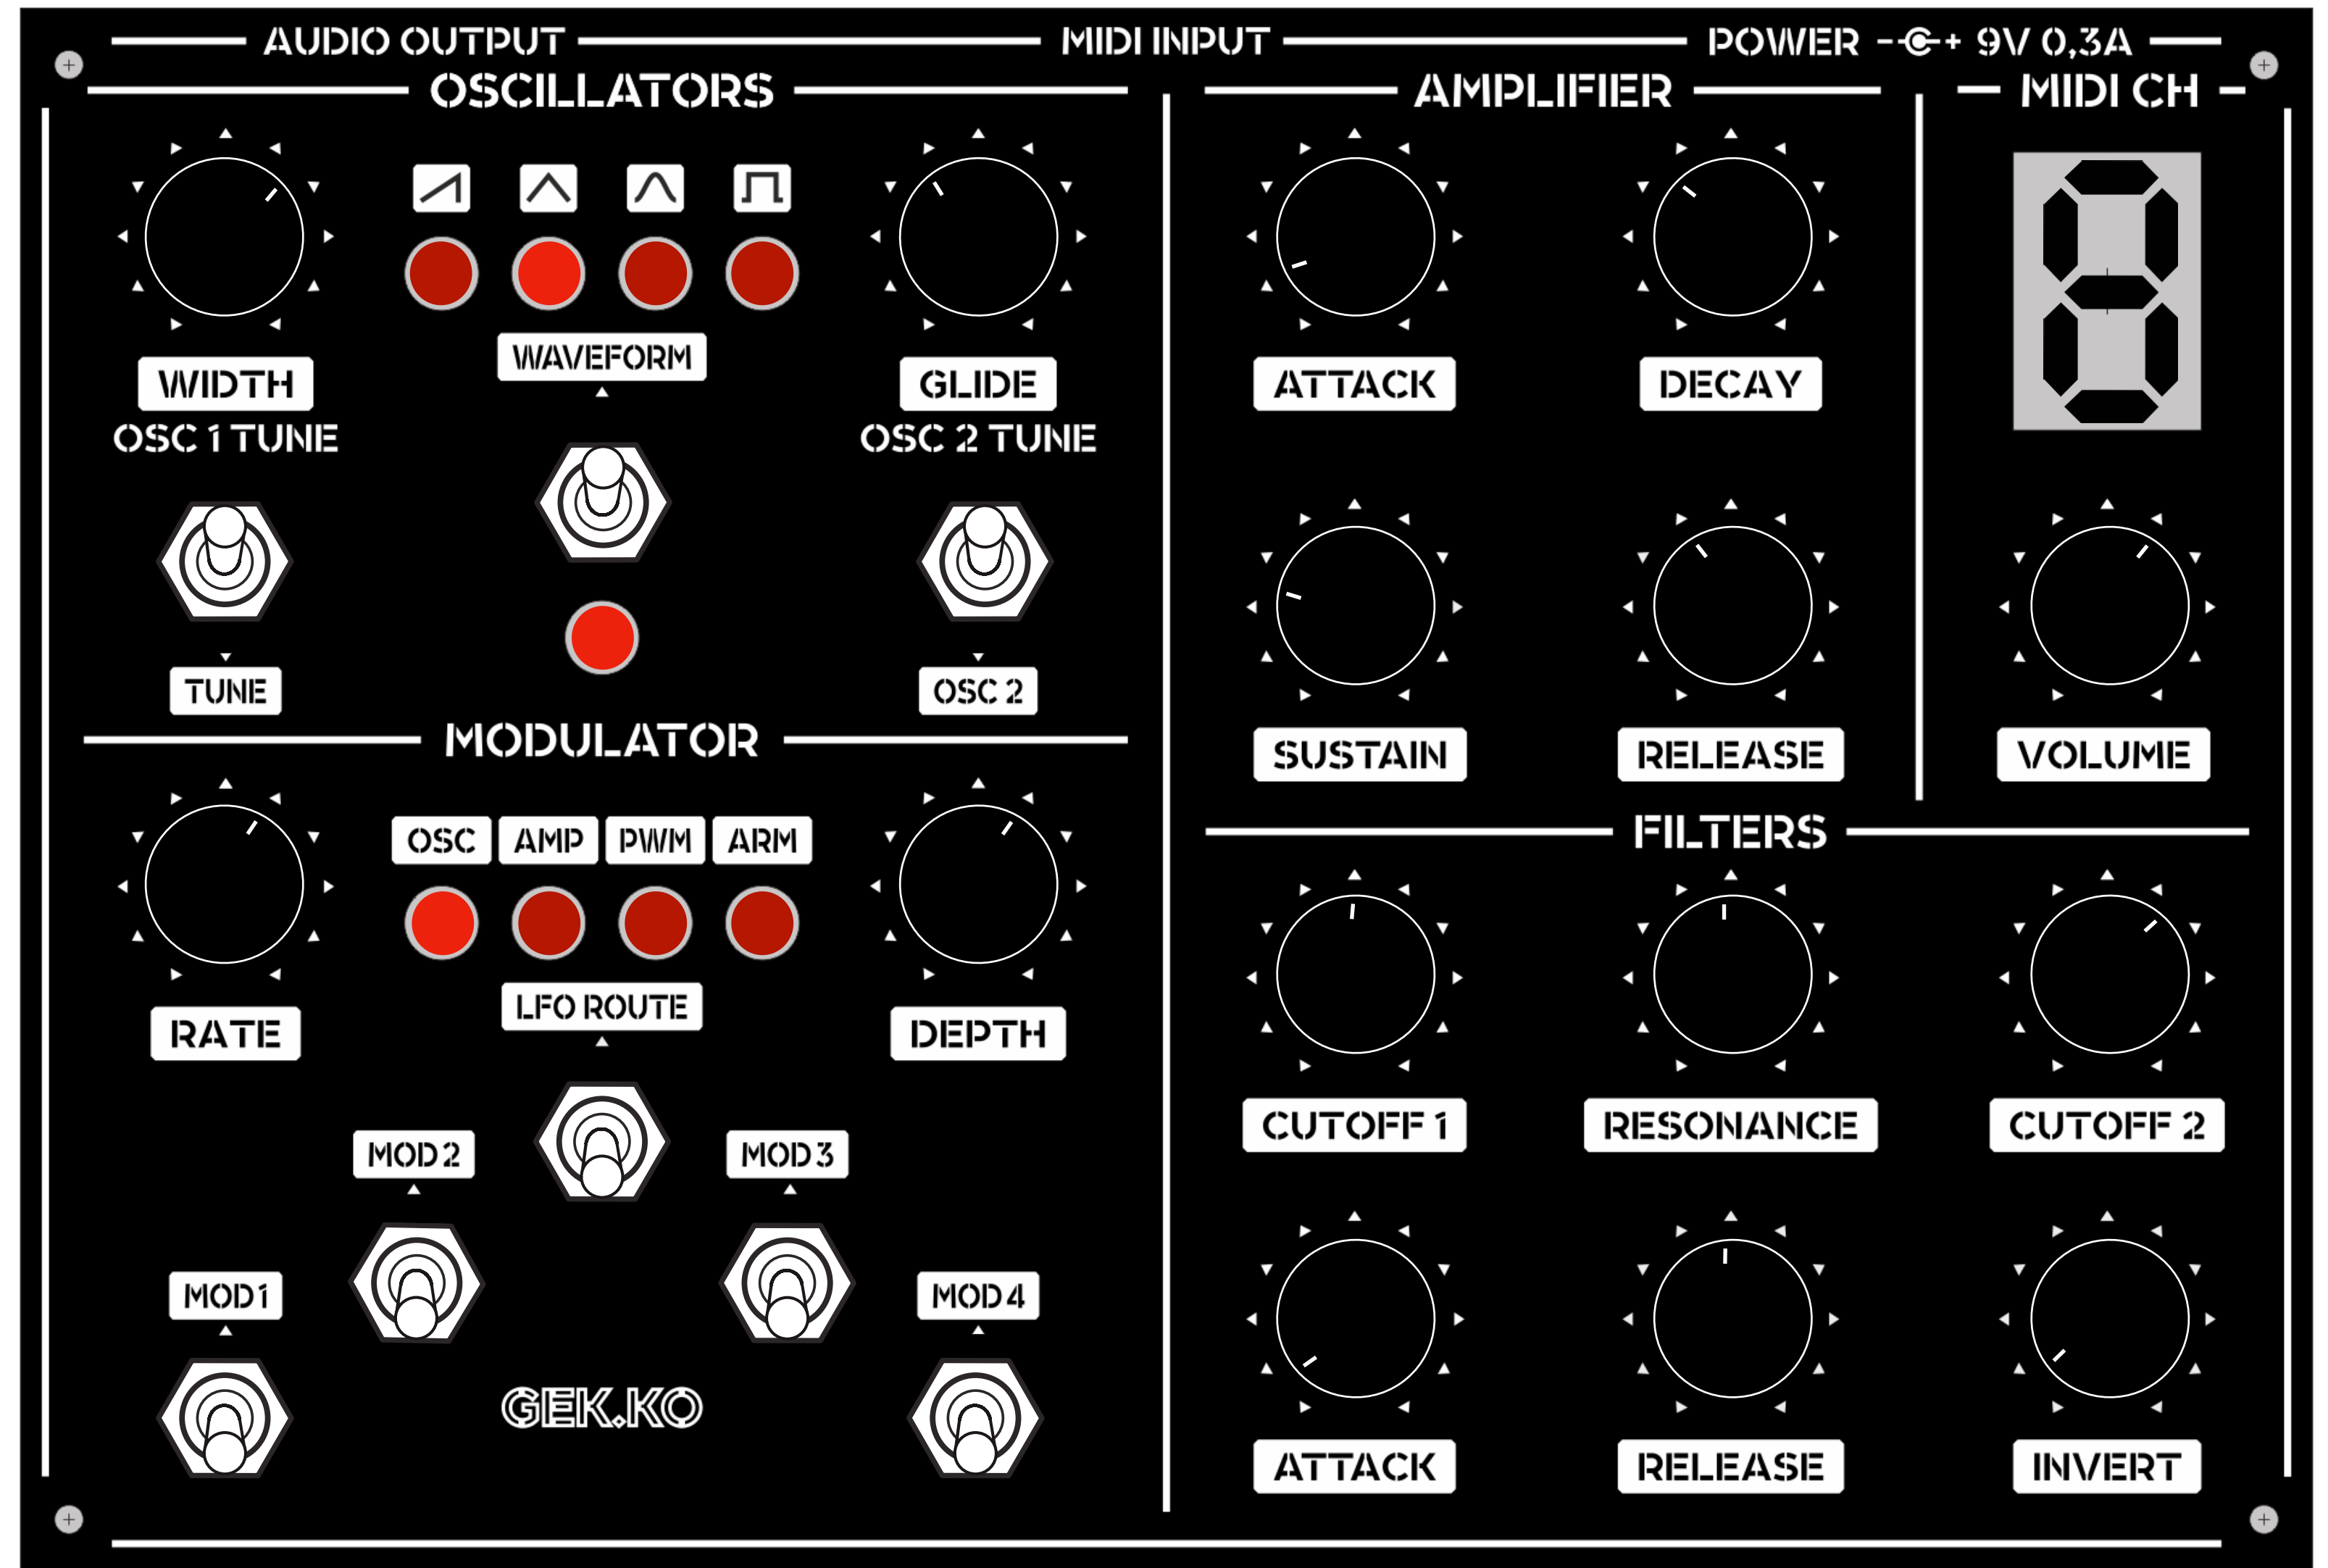 AUDIO OUTPUT MIDI INPUT POWER - + 9V 0,3A
OSCILLATORS AMPLIFIER MIDI CH
WAVEFORM
WIDTH GLIDE ATTACK DECAY
OSC 1 TUNE OSC 2 TUNE
TUNE OSC 2
MODULATOR
SUSTAIN RELEASE VOLUME
FILTERS
OSC AMP PWM ARM
LFO ROUTE
RATE DEPTH
CUTOFF 1 RESONANCE CUTOFF 2
MOD 2 MOD 3
MOD 1 MOD 4
GEK.KO
ATTACK RELEASE INVERT